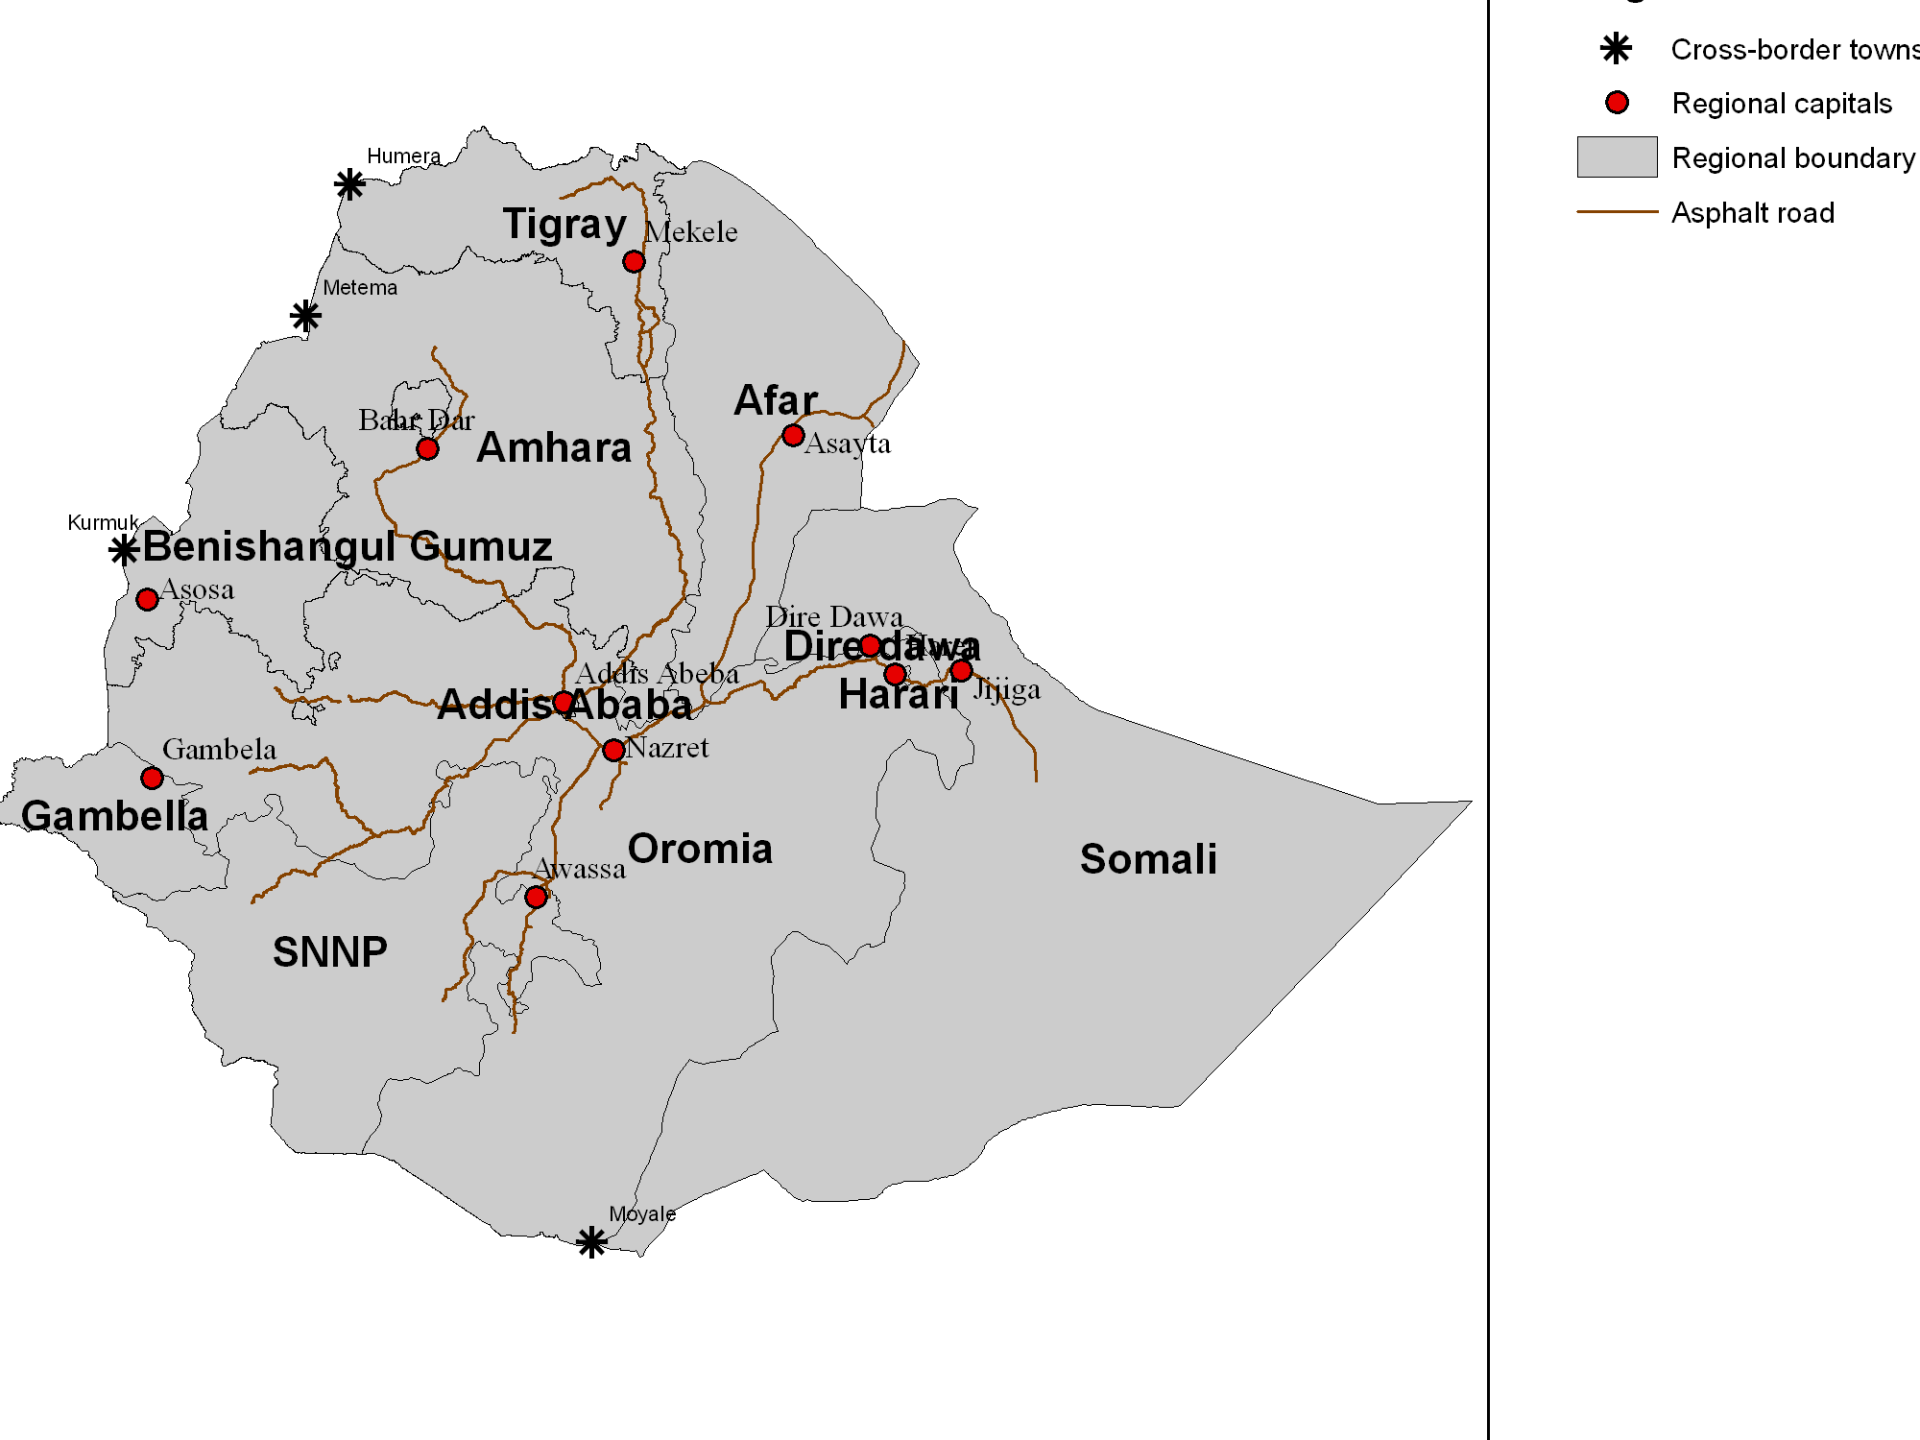 Cross-border towns
Regional capitals
Regional boundary
Asphalt road
Humera
Tigray
Mekele
Metema
Afar
Bahr Dar
Amhara
Asayta
Kurmuk
Benishangul Gumuz
Asosa
Dire Dawa
Dire dawa
Addis Abeba
Addis Ababa
Harari
Jijiga
Gambela
Nazret
Gambella
Oromia
Somali
Awassa
SNNP
Moyale